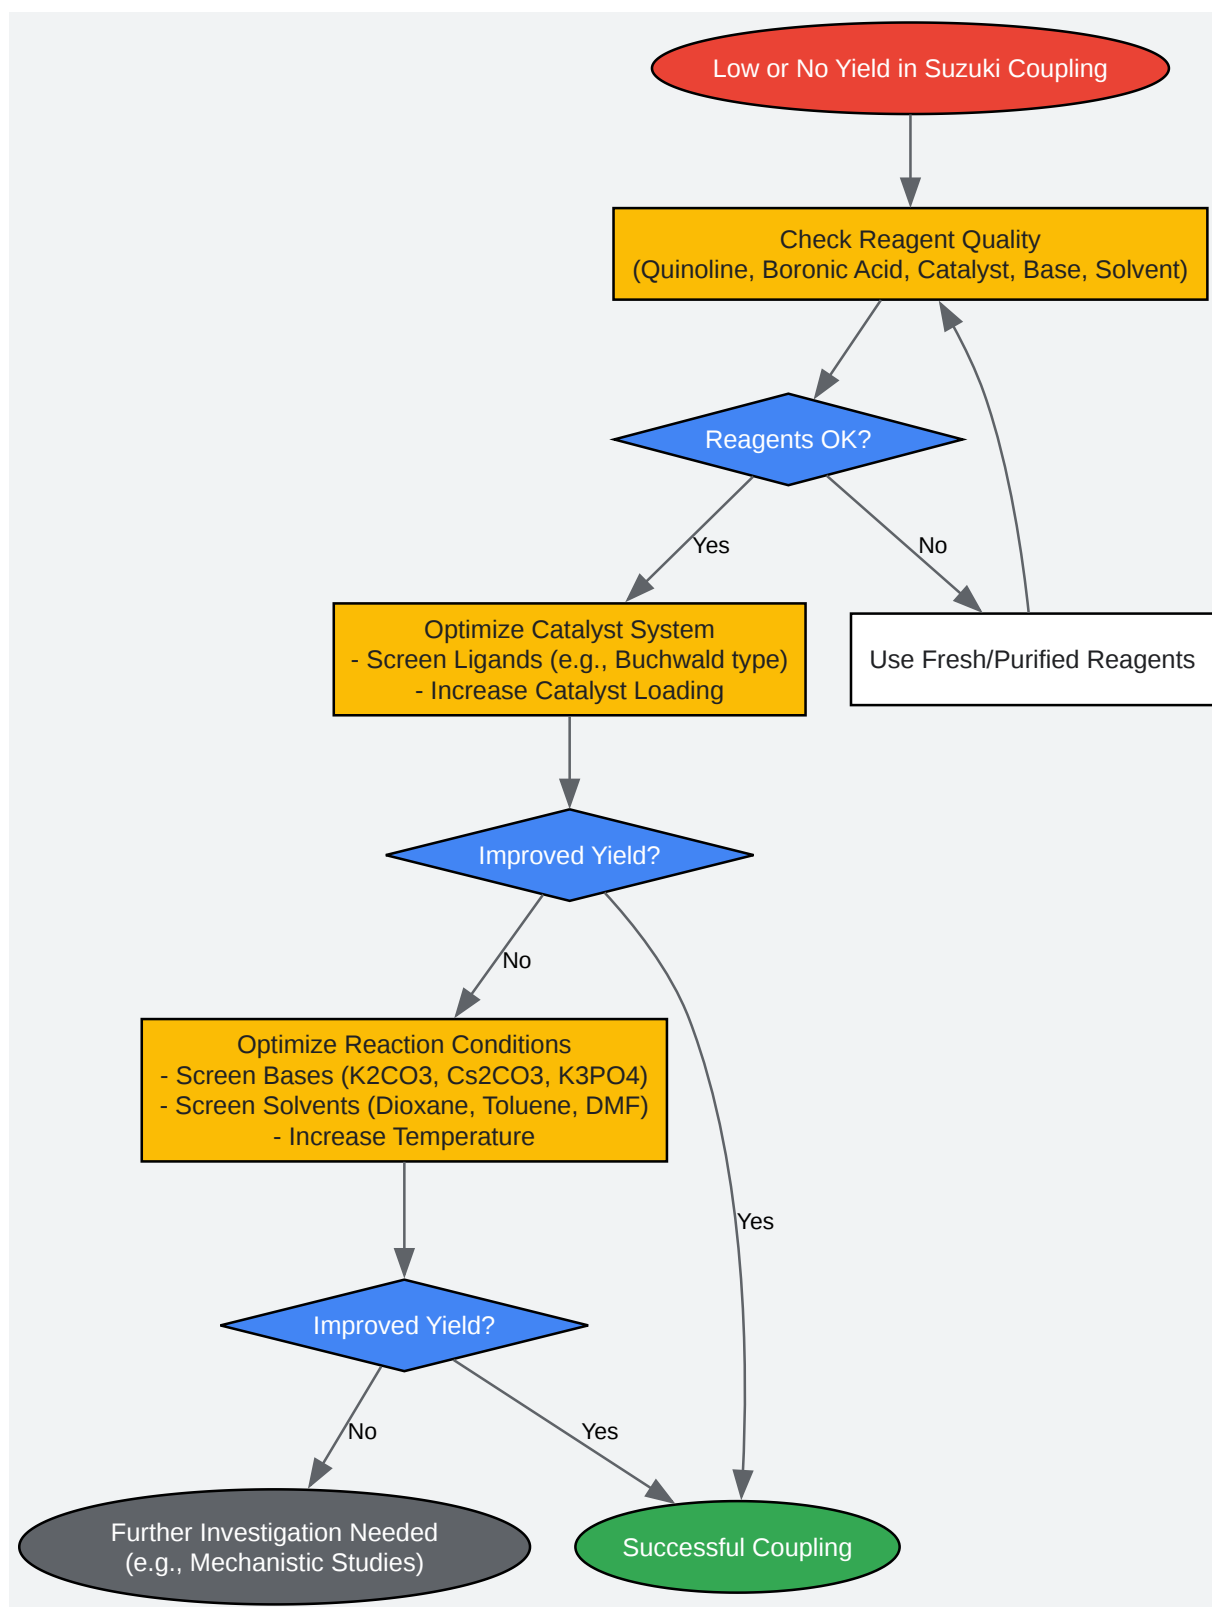 Low or No Yield in Suzuki Coupling
Check Reagent Quality
(Quinoline, Boronic Acid, Catalyst, Base, Solvent)
Reagents OK?
Yes
No
Optimize Catalyst System
- Screen Ligands (e.g., Buchwald type)
- Increase Catalyst Loading
Use Fresh/Purified Reagents
Improved Yield?
No
Optimize Reaction Conditions
- Screen Bases (K2CO3, Cs2CO3, K3PO4)
- Screen Solvents (Dioxane, Toluene, DMF)
- Increase Temperature
Yes
Improved Yield?
No
Yes
Further Investigation Needed
(e.g., Mechanistic Studies)
Successful Coupling